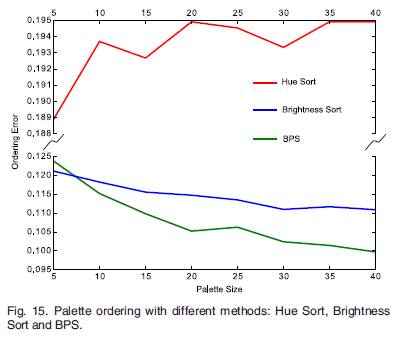 5 10 15 20 25 30 35 40
0.195
0.194
0.193
0.192
0.191
0.190
0.189
0.188
Hue Sort
Brightness Sort
BPS
Ordering Error
0.125
0.120
0.115
0.110
0.105
0.100
0.095
5 10 15 20 25 30 35 40
Palette Size
Fig. 15. Palette ordering with different methods: Hue Sort, Brightness
Sort and BPS.